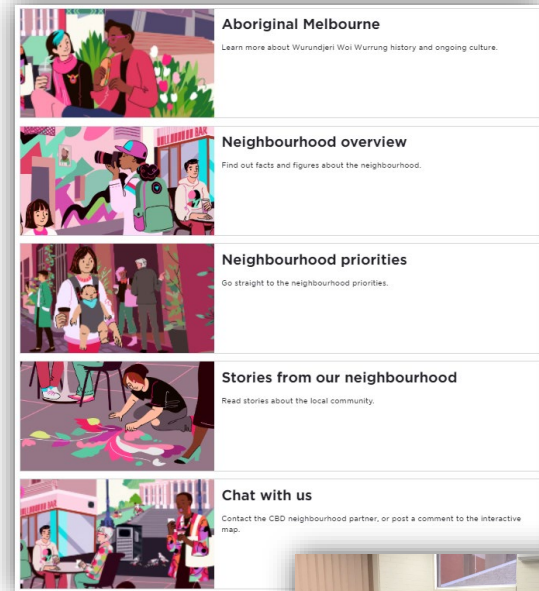 Aboriginal Melbourne
Learn more about Wurundjeri Woi Wurrung history and ongoing culture.
Neighbourhood overview
Find out facts and figures about the neighbourhood.
Neighbourhood priorities
Go straight to the neighbourhood priorities.
Stories from our neighbourhood
Read stories about the local community.
Chat with us
Contact the CBD neighbourhood partner, or post a comment to the interactive
map.